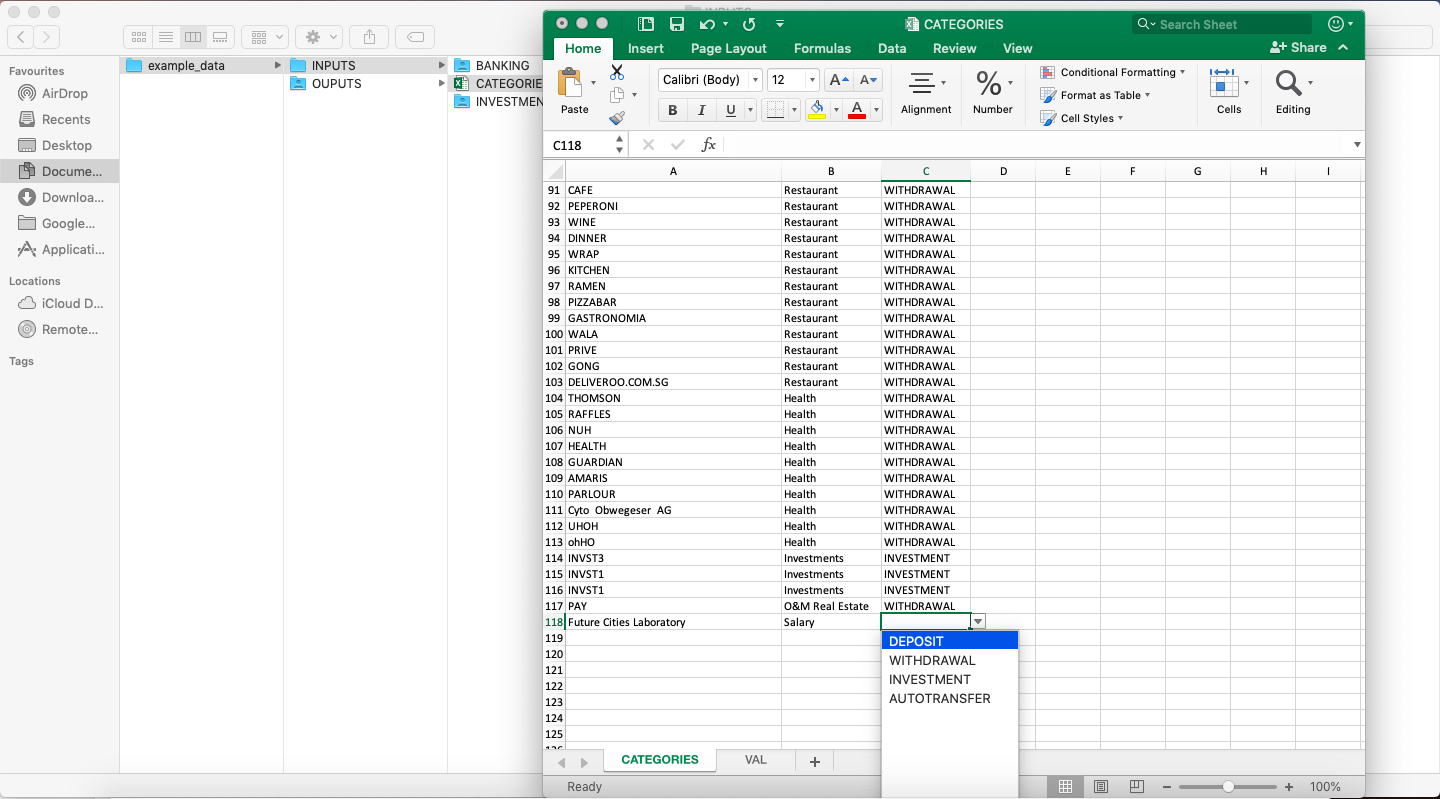 INPUTS
Favourites
AirDrop
Recents
Desktop
Docume...
Downloa...
Google...
Applicati...
Locations
iCloud D...
Remote...
Tags
example_data
INPUTS
OUPUTS
BANKING
CATEGORIE
INVESTMEN
CATEGORIES
Search Sheet
Home Insert Page Layout Formulas Data Review View
Share
Paste
Calibri (Body) 12
A A
B I U A
Alignment
%
Number
Conditional Formatting
Format as Table
Cell Styles
Cells
Editing
C118 fx
A B C D E F G H I
91 CAFE Restaurant WITHDRAWAL
92 PEPERONI Restaurant WITHDRAWAL
93 WINE Restaurant WITHDRAWAL
94 DINNER Restaurant WITHDRAWAL
95 WRAP Restaurant WITHDRAWAL
96 KITCHEN Restaurant WITHDRAWAL
97 RAMEN Restaurant WITHDRAWAL
98 PIZZABAR Restaurant WITHDRAWAL
99 GASTRONOMIA Restaurant WITHDRAWAL
100 WALA Restaurant WITHDRAWAL
101 PRIVE Restaurant WITHDRAWAL
102 GONG Restaurant WITHDRAWAL
103 DELIVEROO.COM.SG Restaurant WITHDRAWAL
104 THOMSON Health WITHDRAWAL
105 RAFFLES Health WITHDRAWAL
106 NUH Health WITHDRAWAL
107 HEALTH Health WITHDRAWAL
108 GUARDIAN Health WITHDRAWAL
109 AMARIS Health WITHDRAWAL
110 PARLOUR Health WITHDRAWAL
111 Cyto Obwegeser AG Health WITHDRAWAL
112 UHOH Health WITHDRAWAL
113 ohHO Health WITHDRAWAL
114 INVST3 Investments INVESTMENT
115 INVST1 Investments INVESTMENT
116 INVST1 Investments INVESTMENT
117 PAY O&M Real Estate WITHDRAWAL
118 Future Cities Laboratory Salary
119
120
121
122
123
124
125
126
DEPOSIT
WITHDRAWAL
INVESTMENT
AUTOTRANSFER
CATEGORIES VAL +
Ready
100%